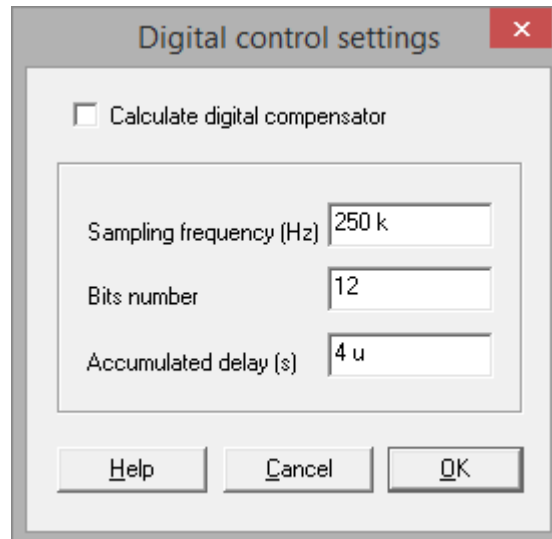 Digital control settings
Calculate digital compensator
Sampling frequency (Hz) 250 k
Bits number 12
Accumulated delay (s) 4 u
Help Cancel OK